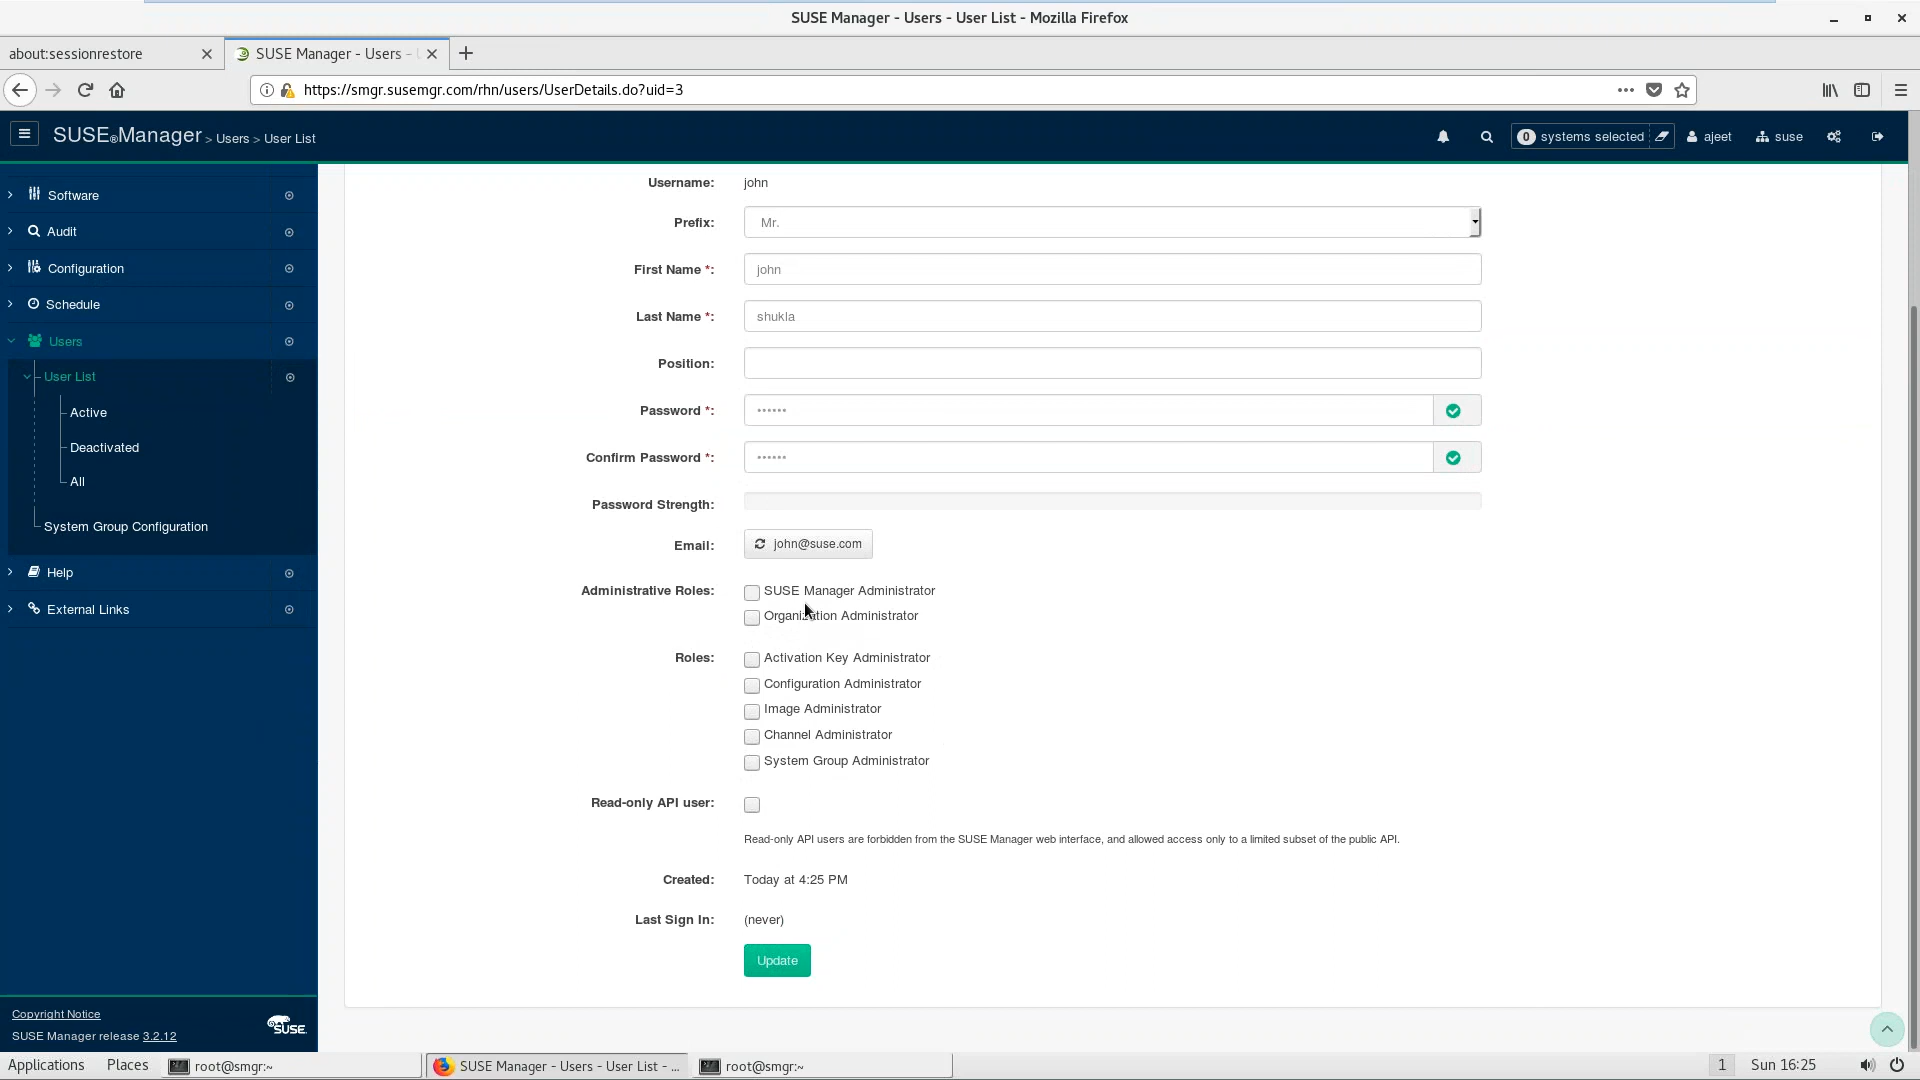 SUSE Manager - Users - User List - Mozilla Firefox
about:sessionrestore
SUSE Manager - Users -
https://smgr.susemgr.com/rhn/users/UserDetails.do?uid=3
SUSE®Manager > Users > User List
0 systems selected
ajeet
suse
Software
Audit
Configuration
Schedule
Users
User List
Active
Deactivated
All
System Group Configuration
Help
External Links
Copyright Notice
SUSE Manager release 3.2.12
SUSE
Username: john
Prefix: Mr.
First Name *: john
Last Name *: shukla
Position:
Password *: ••••••
Confirm Password *: ••••••
Password Strength:
Email: john@suse.com
Administrative Roles: SUSE Manager Administrator
Organization Administrator
Roles: Activation Key Administrator
Configuration Administrator
Image Administrator
Channel Administrator
System Group Administrator
Read-only API user:
Read-only API users are forbidden from the SUSE Manager web interface, and allowed access only to a limited subset of the public API.
Created: Today at 4:25 PM
Last Sign In: (never)
Update
Applications Places root@smgr:~ SUSE Manager - Users - User List - ... root@smgr:~ 1 Sun 16:25